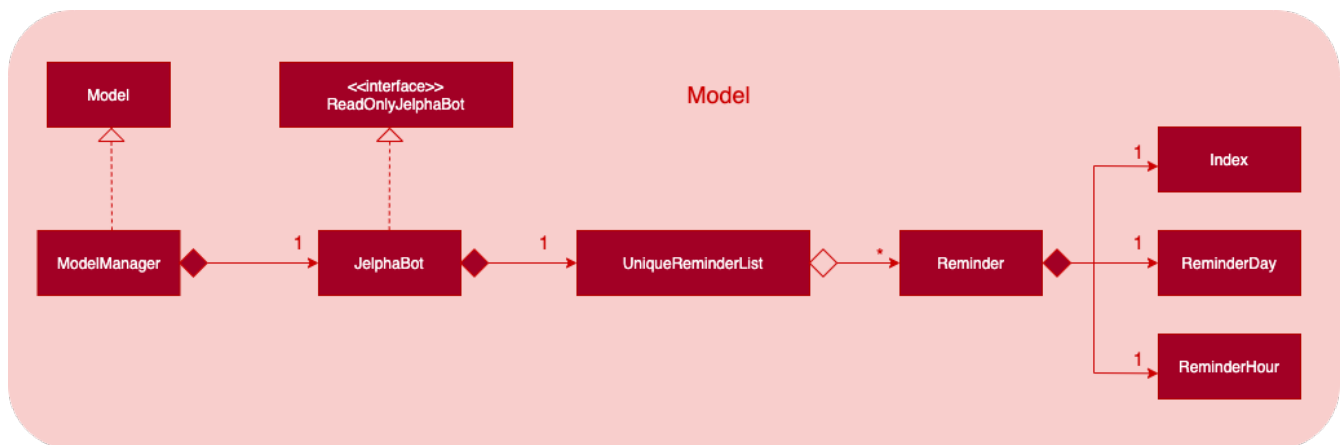 Model
<<interface>>
ReadOnlyJelphaBot
Model
ModelManager
1
JelphaBot
1
UniqueReminderList
*
Reminder
1
Index
1
ReminderDay
1
ReminderHour